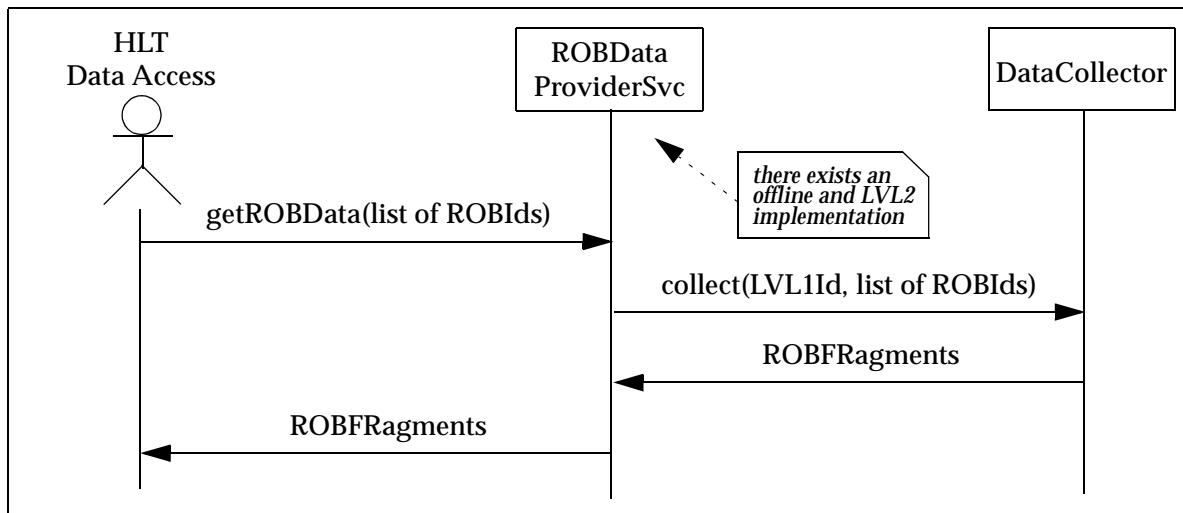 HLT
Data Access
ROBData
ProviderSvc
DataCollector
there exists an
offline and LVL2
implementation
getROBData(list of ROBIds)
collect(LVL1Id, list of ROBIds)
ROBFRagments
ROBFRagments